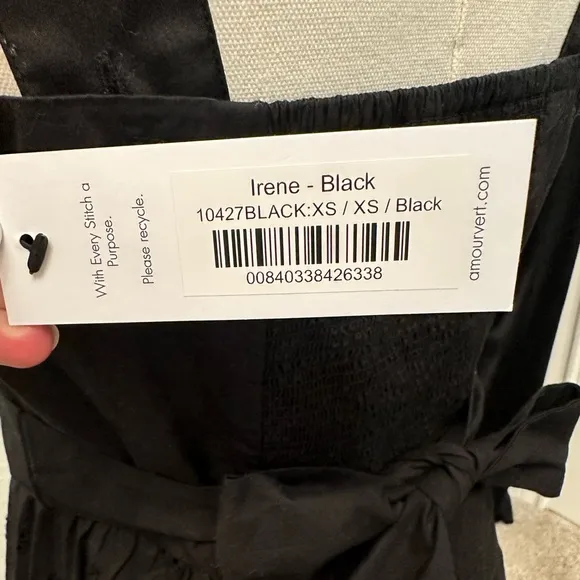 With Every Stitch a
Purpose.
Please recycle.
Irene - Black
10427BLACK:XS / XS / Black
00840338426338
amourvert.com